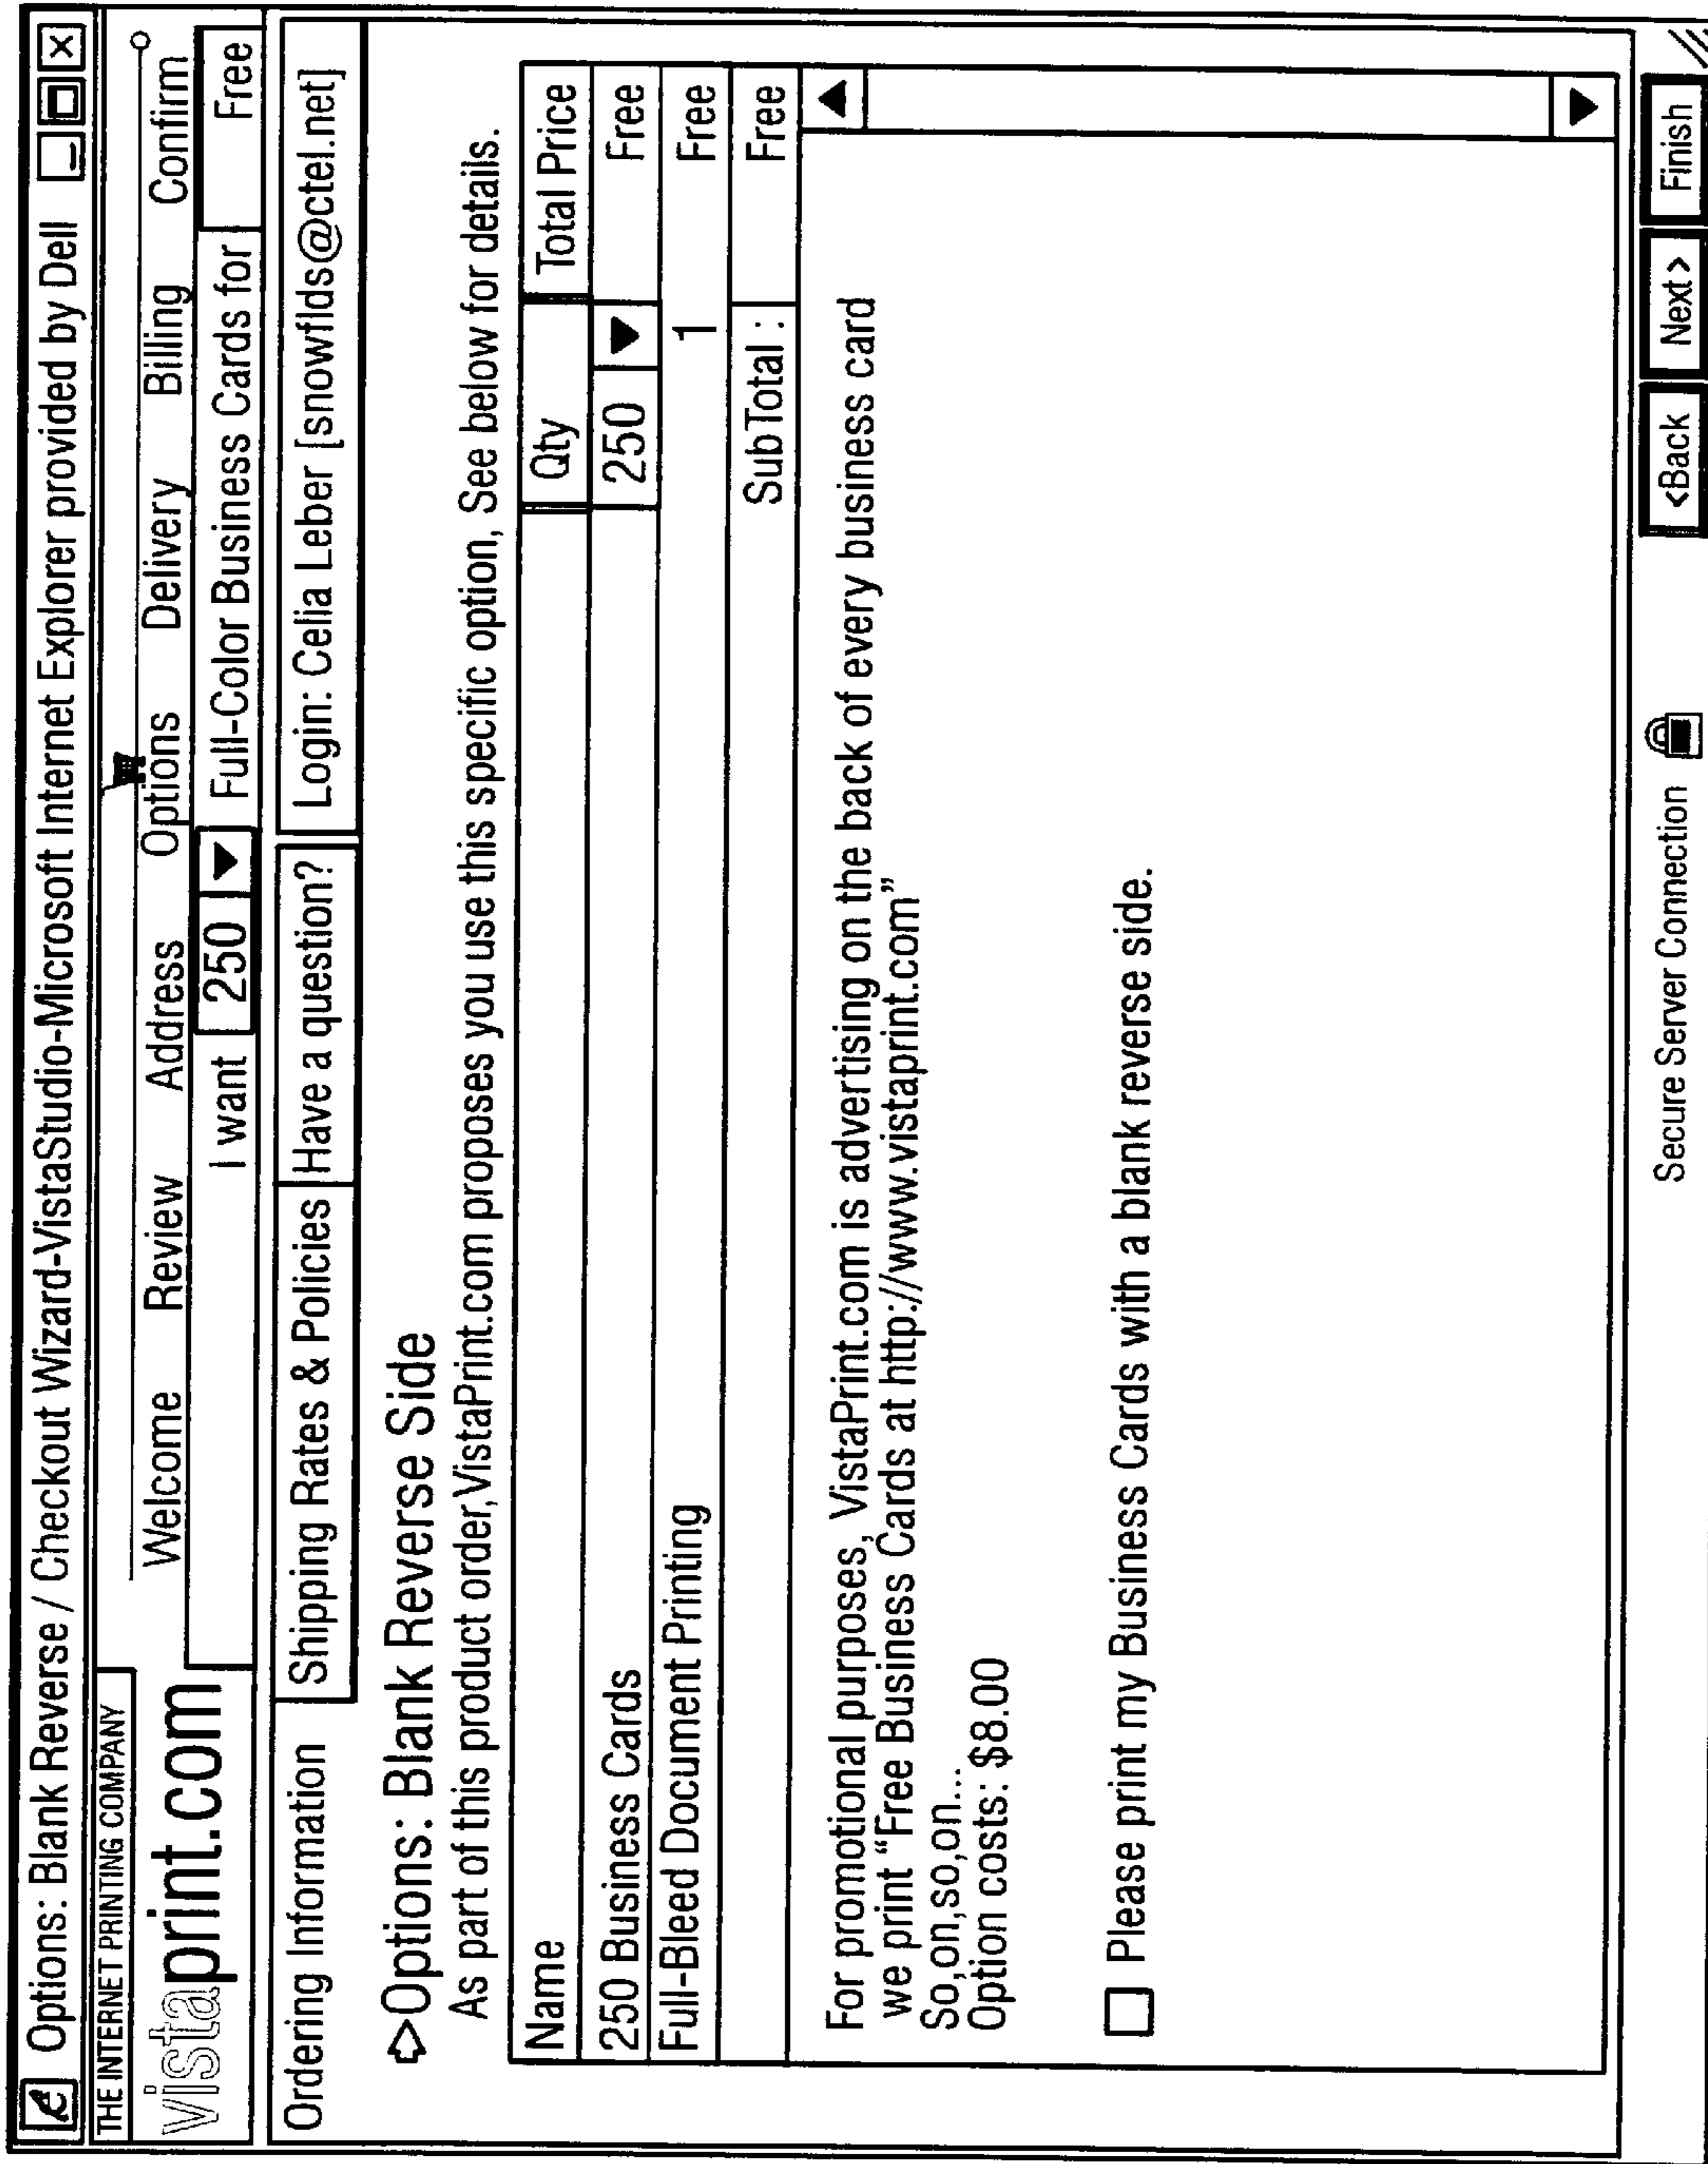 Options: Blank Reverse / Checkout Wizard-VistaStudio-Microsoft Internet Explorer provided by Dell
THE INTERNET PRINTING COMPANY
vistaprint.com
Welcome Review Address Options Delivery Billing Confirm
I want 250 Full-Color Business Cards for Free
Ordering Information Shipping Rates & Policies Have a question? Login: Celia Leber [snowflds@ctel.net]
Options: Blank Reverse Side
As part of this product order,VistaPrint.com proposes you use this specific option, See below for details.
Name Qty Total Price
250 Business Cards 250 Free
Full-Bleed Document Printing 1 Free
SubTotal : Free
For promotional purposes, VistaPrint.com is advertising on the back of every business card
we print “Free Business Cards at http://www.vistaprint.com”
So,on,so,on...
Option costs: $8.00
Please print my Business Cards with a blank reverse side.
Secure Server Connection <Back Next> Finish